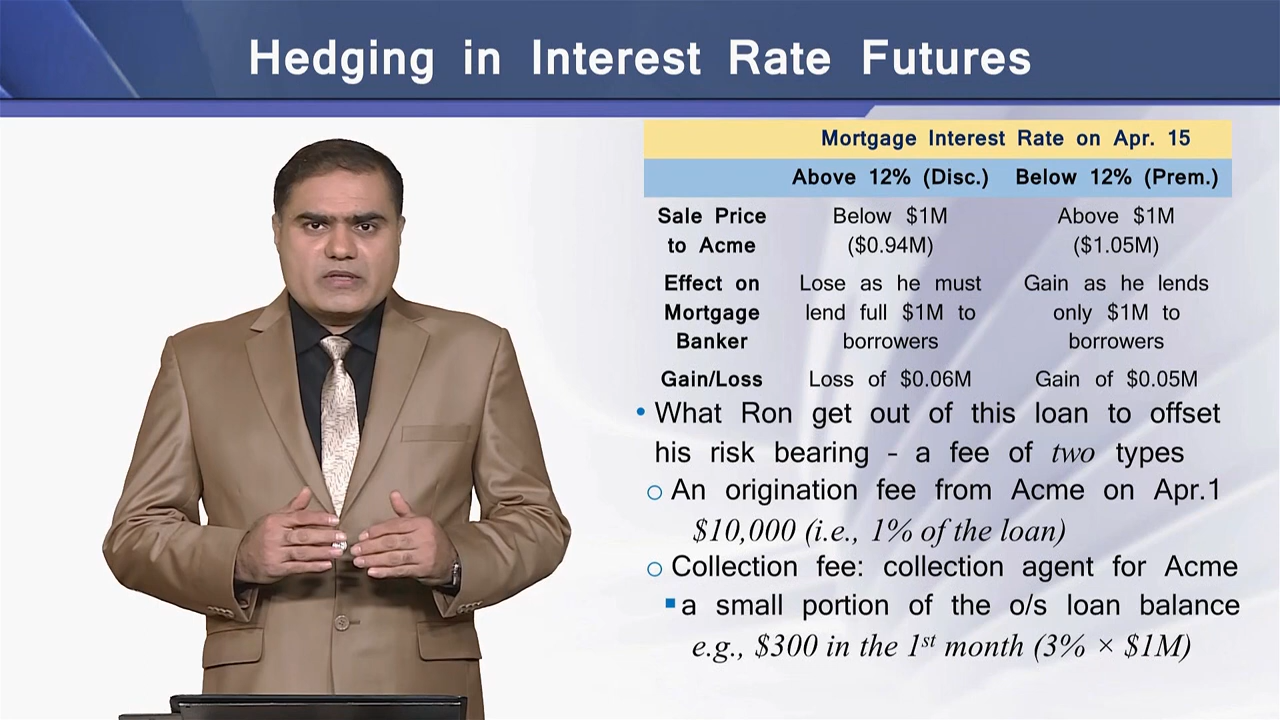 Hedging in Interest Rate Futures
Mortgage Interest Rate on Apr. 15
Above 12% (Disc.) Below 12% (Prem.)
Sale Price Below $1M Above $1M
to Acme ($0.94M) ($1.05M)
Effect on Lose as he must Gain as he lends
Mortgage lend full $1M to only $1M to
Banker borrowers borrowers
Gain/Loss Loss of $0.06M Gain of $0.05M
• What Ron get out of this loan to offset
his risk bearing - a fee of two types
○ An origination fee from Acme on Apr.1
$10,000 (i.e., 1% of the loan)
○ Collection fee: collection agent for Acme
▪ a small portion of the o/s loan balance
e.g., $300 in the 1st month (3% × $1M)